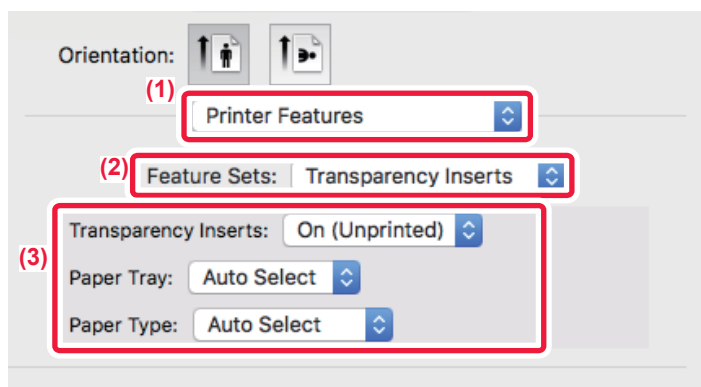 Orientation:
(1)
Printer Features
(2)
Feature Sets: Transparency Inserts
(3)
Transparency Inserts: On (Unprinted)
Paper Tray: Auto Select
Paper Type: Auto Select